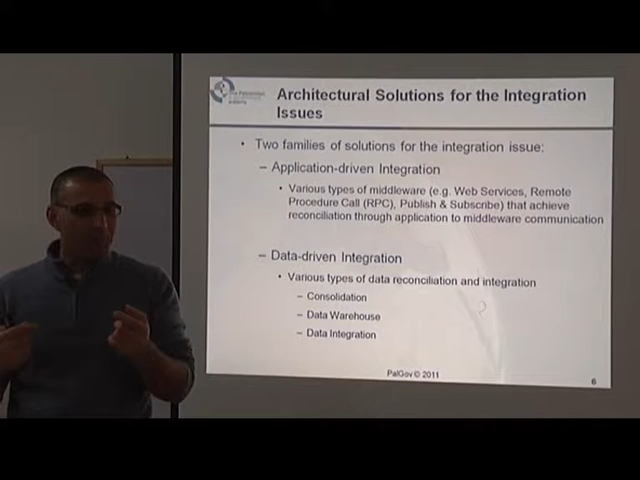 Architectural Solutions for the Integration
Issues
• Two families of solutions for the integration issue:
– Application-driven Integration
• Various types of middleware (e.g. Web Services, Remote
Procedure Call (RPC), Publish & Subscribe) that achieve
reconciliation through application to middleware communication
– Data-driven Integration
• Various types of data reconciliation and integration
– Consolidation
– Data Warehouse
– Data Integration
PalGov © 2011
6